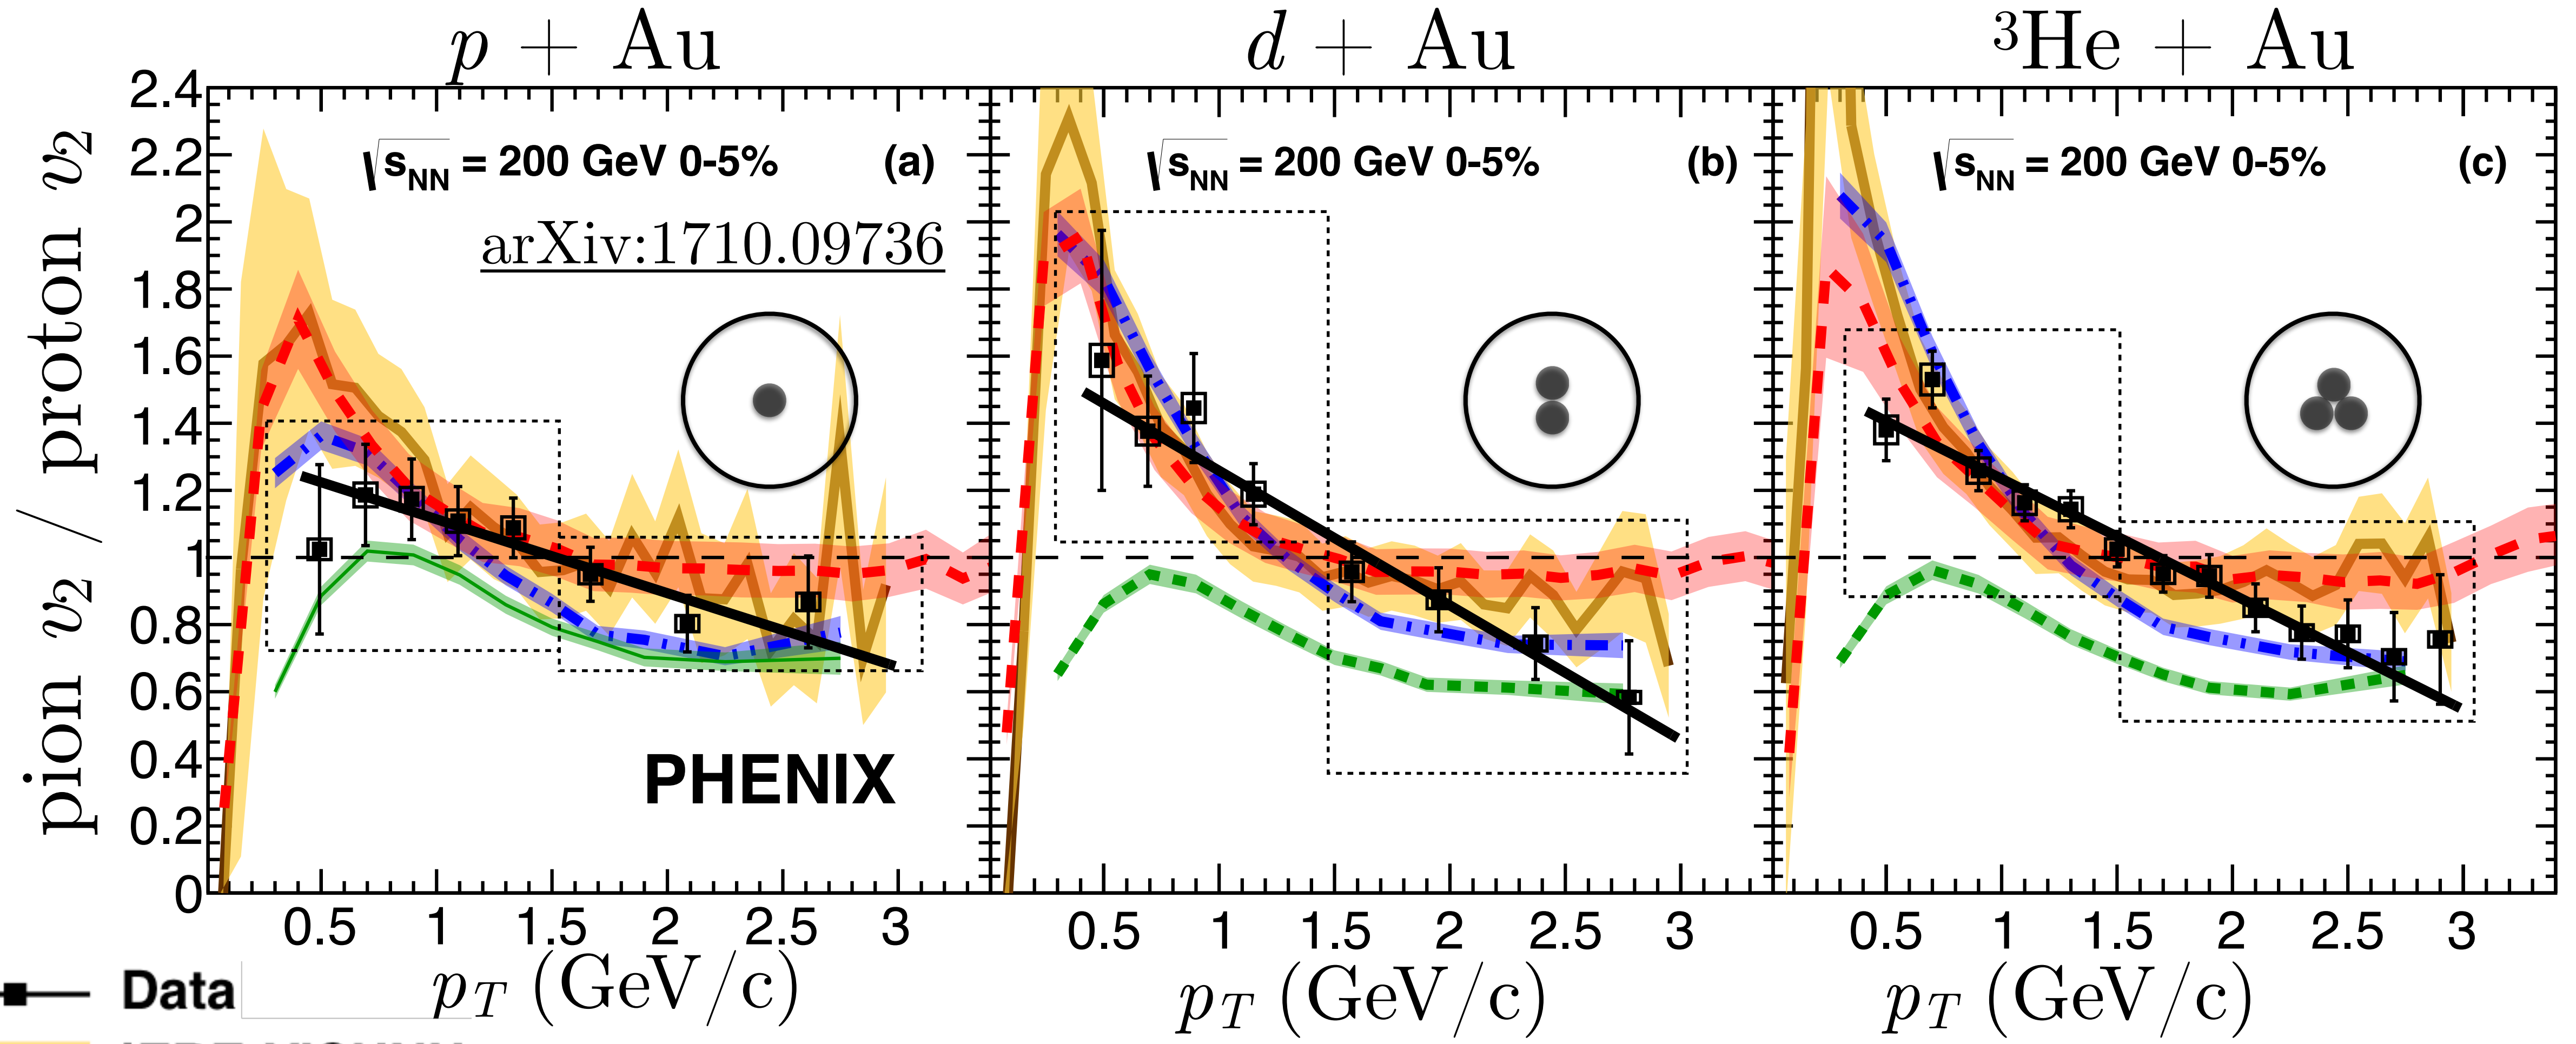 p + Au
d + Au
³He + Au
pion v₂ / proton v₂
2.4
2.2
2
1.8
1.6
1.4
1.2
1
0.8
0.6
0.4
0.2
0
√sNN = 200 GeV 0-5%
(a)
arXiv:1710.09736
PHENIX
√sNN = 200 GeV 0-5%
(b)
√sNN = 200 GeV 0-5%
(c)
0.5 1 1.5 2 2.5 3
0.5 1 1.5 2 2.5 3
0.5 1 1.5 2 2.5 3
pT (GeV/c)
pT (GeV/c)
pT (GeV/c)
Data